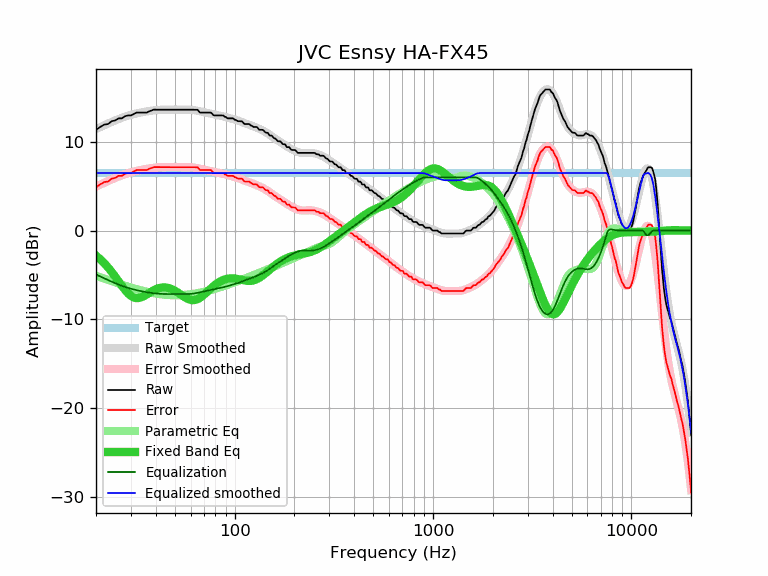 JVC Esnsy HA-FX45
Amplitude (dBr)
10
0
−10
−20
−30
Target
Raw Smoothed
Error Smoothed
Raw
Error
Parametric Eq
Fixed Band Eq
Equalization
Equalized smoothed
100 1000 10000
Frequency (Hz)